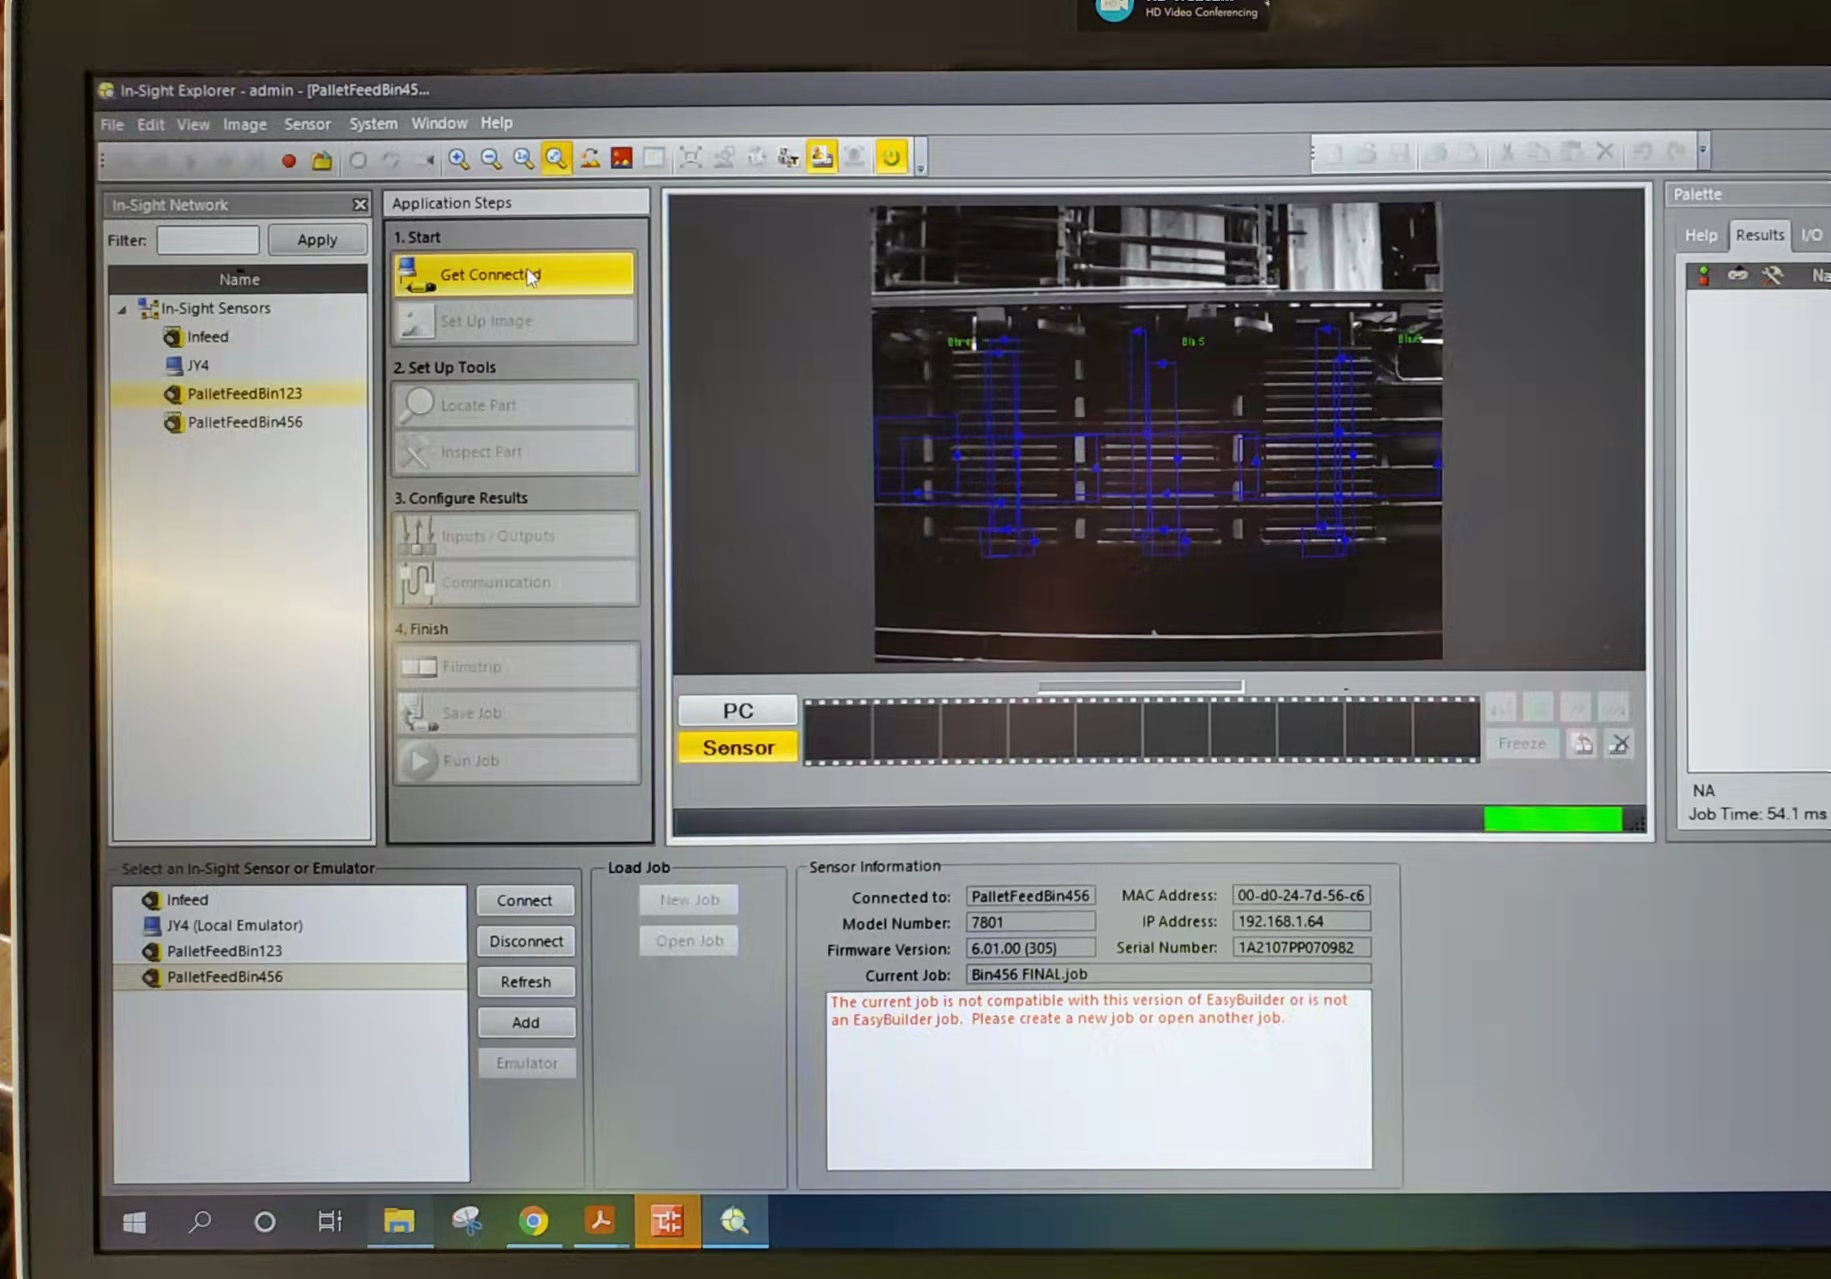 HD Video Conferencing
In-Sight Explorer - admin - [PalletFeedBin45...
File Edit View Image Sensor System Window Help
In-Sight Network
Filter:
Apply
Name
In-Sight Sensors
Infeed
JY4
PalletFeedBin123
PalletFeedBin456
Application Steps
1. Start
Get Connected
Set Up Image
2. Set Up Tools
Locate Part
Inspect Part
3. Configure Results
Inputs / Outputs
Communication
4. Finish
Filmstrip
Save Job
Run Job
Bin 5
PC
Sensor
Freeze
Palette
Help Results I/O
Na
NA
Job Time: 54.1 ms
Select an In-Sight Sensor or Emulator
Infeed
JY4 (Local Emulator)
PalletFeedBin123
PalletFeedBin456
Connect
Disconnect
Refresh
Add
Emulator
Load Job
New Job
Open Job
Sensor Information
Connected to: PalletFeedBin456 MAC Address: 00-d0-24-7d-56-c6
Model Number: 7801 IP Address: 192.168.1.64
Firmware Version: 6.01.00 (305) Serial Number: 1A2107PP070982
Current Job: Bin456 FINAL.job
The current job is not compatible with this version of EasyBuilder or is not
an EasyBuilder job. Please create a new job or open another job.